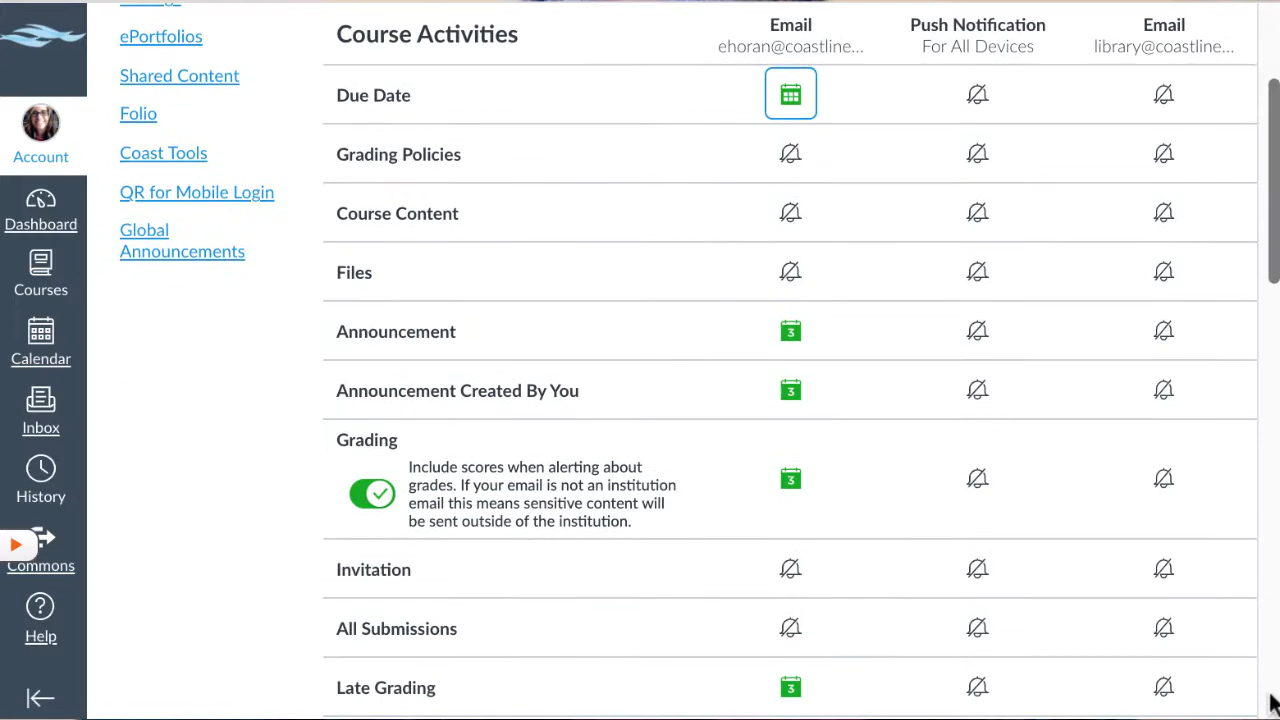 ePortfolios
Shared Content
Folio
Coast Tools
QR for Mobile Login
Global
Announcements
Account
Dashboard
Courses
Calendar
Inbox
History
Commons
Help
Course Activities
Email
ehoran@coastline...
Push Notification
For All Devices
Email
library@coastline...
Due Date
Grading Policies
Course Content
Files
Announcement
3
Announcement Created By You
3
Grading
Include scores when alerting about
grades. If your email is not an institution
email this means sensitive content will
be sent outside of the institution.
3
Invitation
All Submissions
Late Grading
3